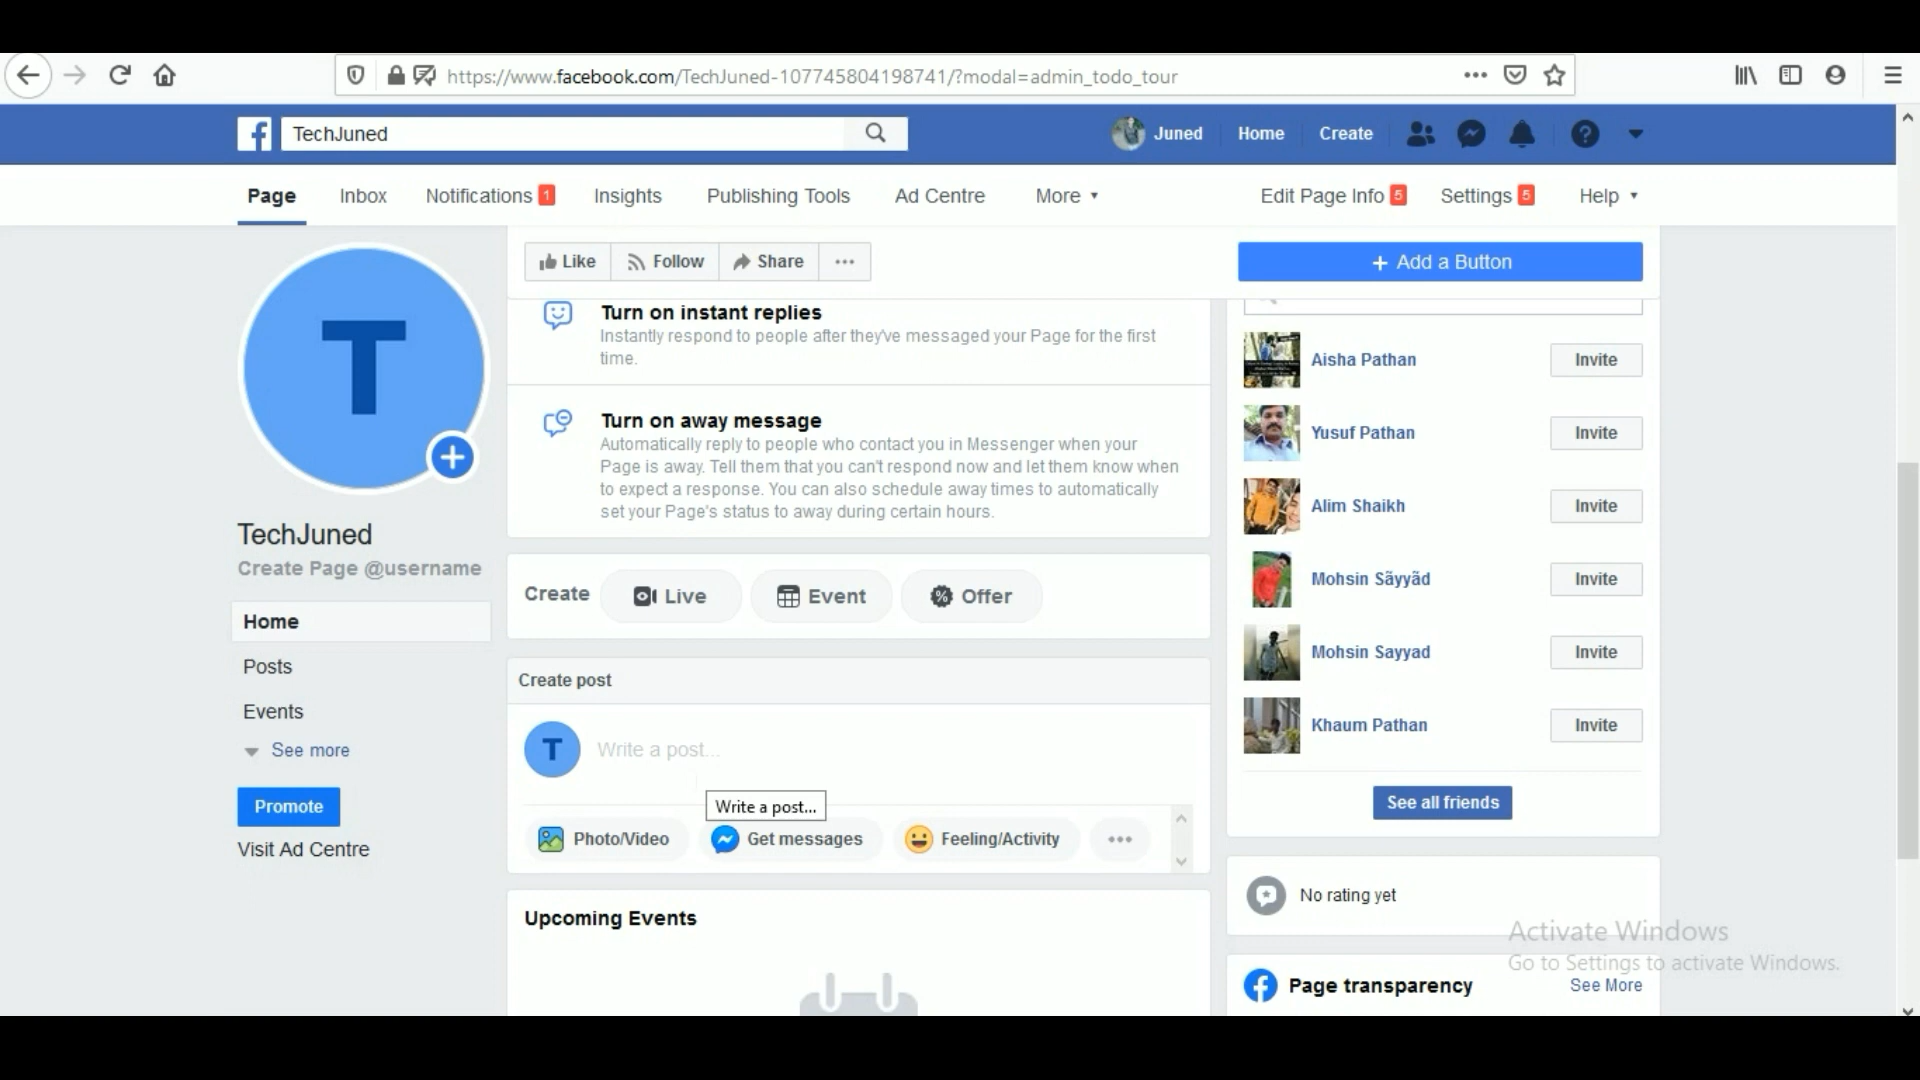 https://www.facebook.com/TechJuned-107745804198741/?modal=admin_todo_tour
TechJuned
Juned
Home
Create
Page
Inbox
Notifications 1
Insights
Publishing Tools
Ad Centre
More
Edit Page Info 5
Settings 5
Help
T
TechJuned
Create Page @username
Home
Posts
Events
See more
Promote
Visit Ad Centre
Like
Follow
Share
+ Add a Button
Turn on instant replies
Instantly respond to people after they've messaged your Page for the first
time.
Turn on away message
Automatically reply to people who contact you in Messenger when your
Page is away. Tell them that you can't respond now and let them know when
to expect a response. You can also schedule away times to automatically
set your Page's status to away during certain hours.
Create
Live
Event
Offer
Create post
T
Write a post...
Write a post...
Photo/Video
Get messages
Feeling/Activity
Upcoming Events
Aisha Pathan
Invite
Yusuf Pathan
Invite
Alim Shaikh
Invite
Mohsin Sãyyãd
Invite
Mohsin Sayyad
Invite
Khaum Pathan
Invite
See all friends
No rating yet
Activate Windows
Go to Settings to activate Windows.
Page transparency
See More